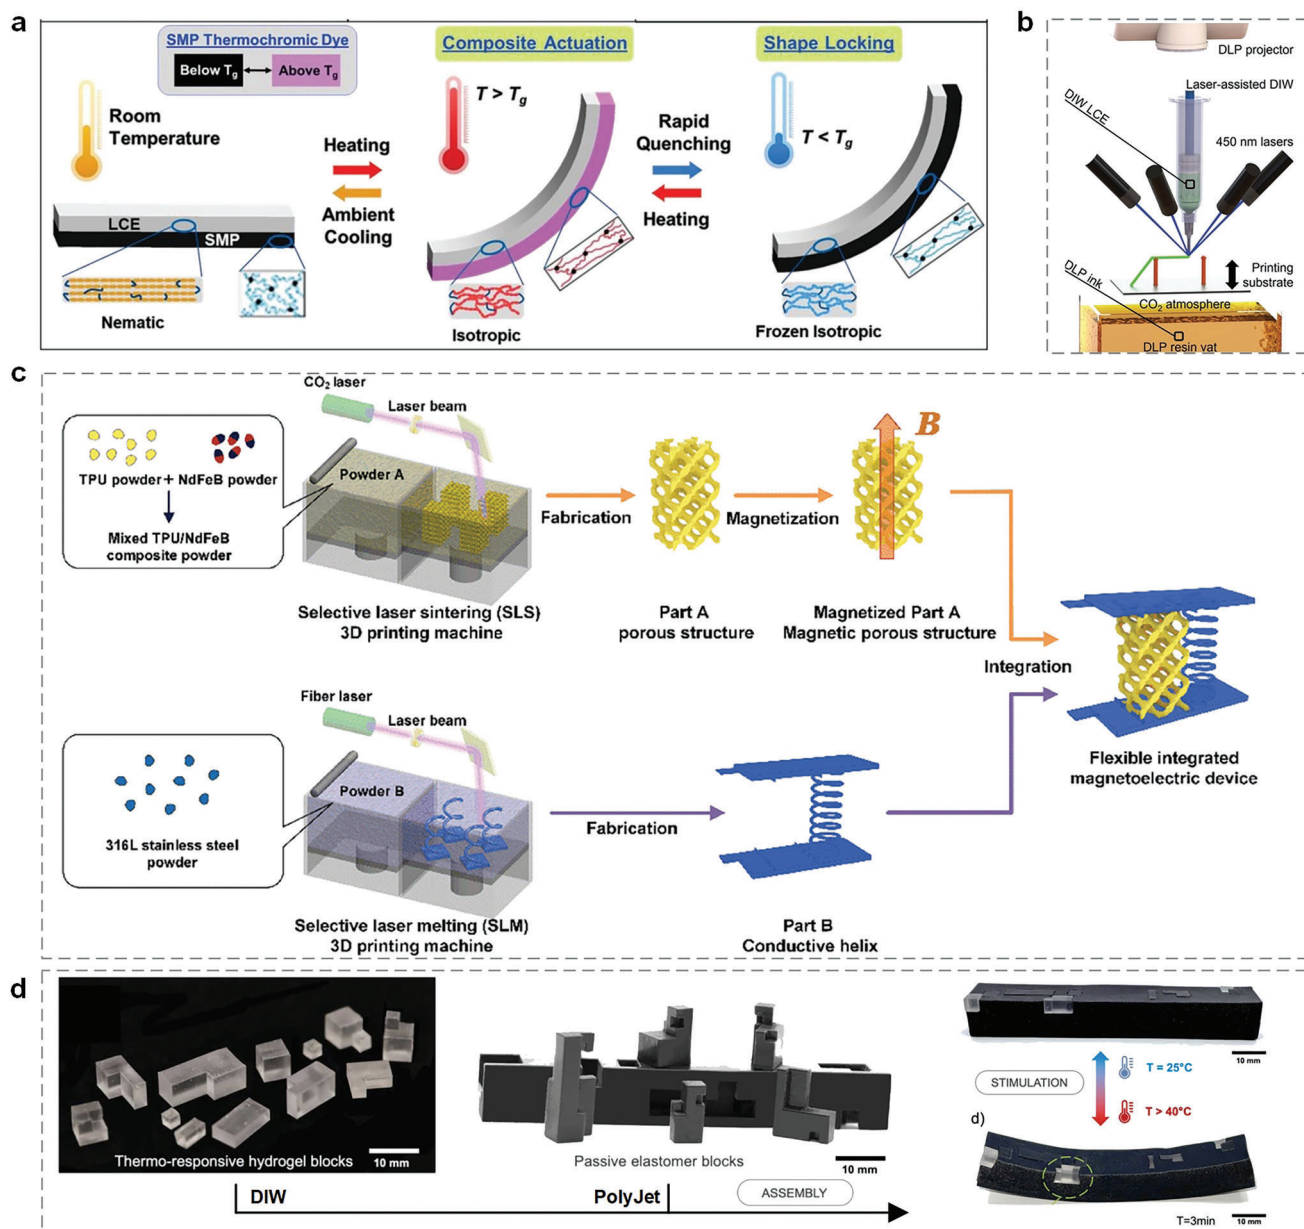 a
SMP Thermochromic Dye
Below Tg
Above Tg
Room
Temperature
LCE
SMP
Nematic
Heating
Ambient
Cooling
Composite Actuation
T > Tg
Isotropic
Rapid
Quenching
Heating
Shape Locking
T < Tg
Frozen Isotropic
b
DLP projector
Laser-assisted DIW
DIW LCE
450 nm lasers
Printing
substrate
DLP ink
CO₂ atmosphere
DLP resin vat
c
CO₂ laser
Laser beam
TPU powder + NdFeB powder
Mixed TPU/NdFeB
composite powder
Powder A
Selective laser sintering (SLS)
3D printing machine
Fabrication
Part A
porous structure
Magnetization
B
Magnetized Part A
Magnetic porous structure
Integration
Flexible integrated
magnetoelectric device
Fiber laser
Laser beam
316L stainless steel
powder
Powder B
Selective laser melting (SLM)
3D printing machine
Fabrication
Part B
Conductive helix
d
Thermo-responsive hydrogel blocks
10 mm
Passive elastomer blocks
10 mm
DIW
PolyJet
ASSEMBLY
10 mm
STIMULATION
T = 25°C
T > 40°C
d)
T=3min
10 mm